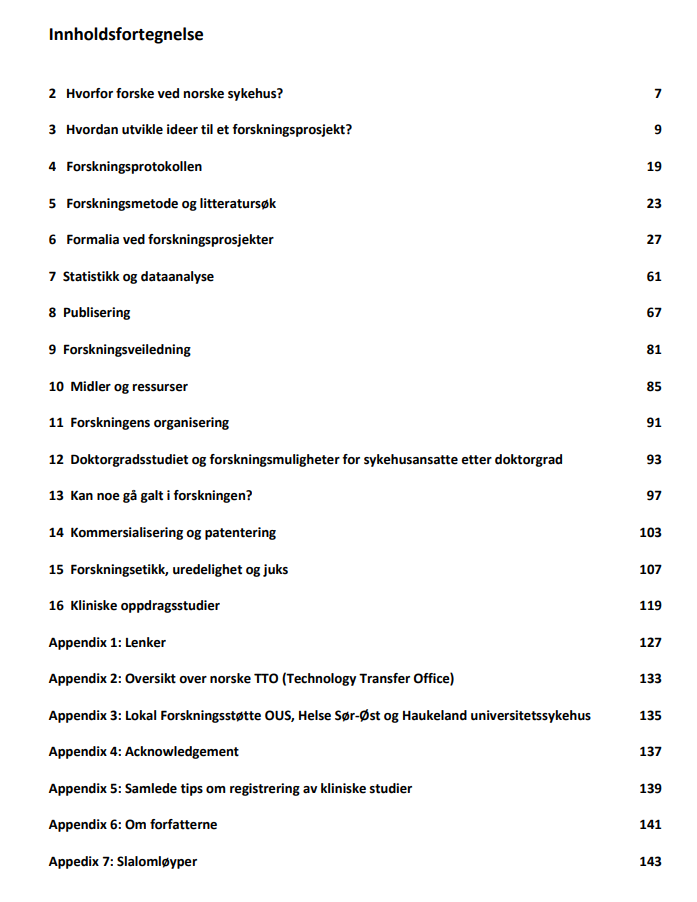 Innholdsfortegnelse
2 Hvorfor forske ved norske sykehus? 7
3 Hvordan utvikle ideer til et forskningsprosjekt? 9
4 Forskningsprotokollen 19
5 Forskningsmetode og litteratursøk 23
6 Formalia ved forskningsprosjekter 27
7 Statistikk og dataanalyse 61
8 Publisering 67
9 Forskningsveiledning 81
10 Midler og ressurser 85
11 Forskningens organisering 91
12 Doktorgradsstudiet og forskningsmuligheter for sykehusansatte etter doktorgrad 93
13 Kan noe gå galt i forskningen? 97
14 Kommersialisering og patentering 103
15 Forskningsetikk, uredelighet og juks 107
16 Kliniske oppdragsstudier 119
Appendix 1: Lenker 127
Appendix 2: Oversikt over norske TTO (Technology Transfer Office) 133
Appendix 3: Lokal Forskningsstøtte OUS, Helse Sør-Øst og Haukeland universitetssykehus 135
Appendix 4: Acknowledgement 137
Appendix 5: Samlede tips om registrering av kliniske studier 139
Appendix 6: Om forfatterne 141
Appedix 7: Slalomløyper 143